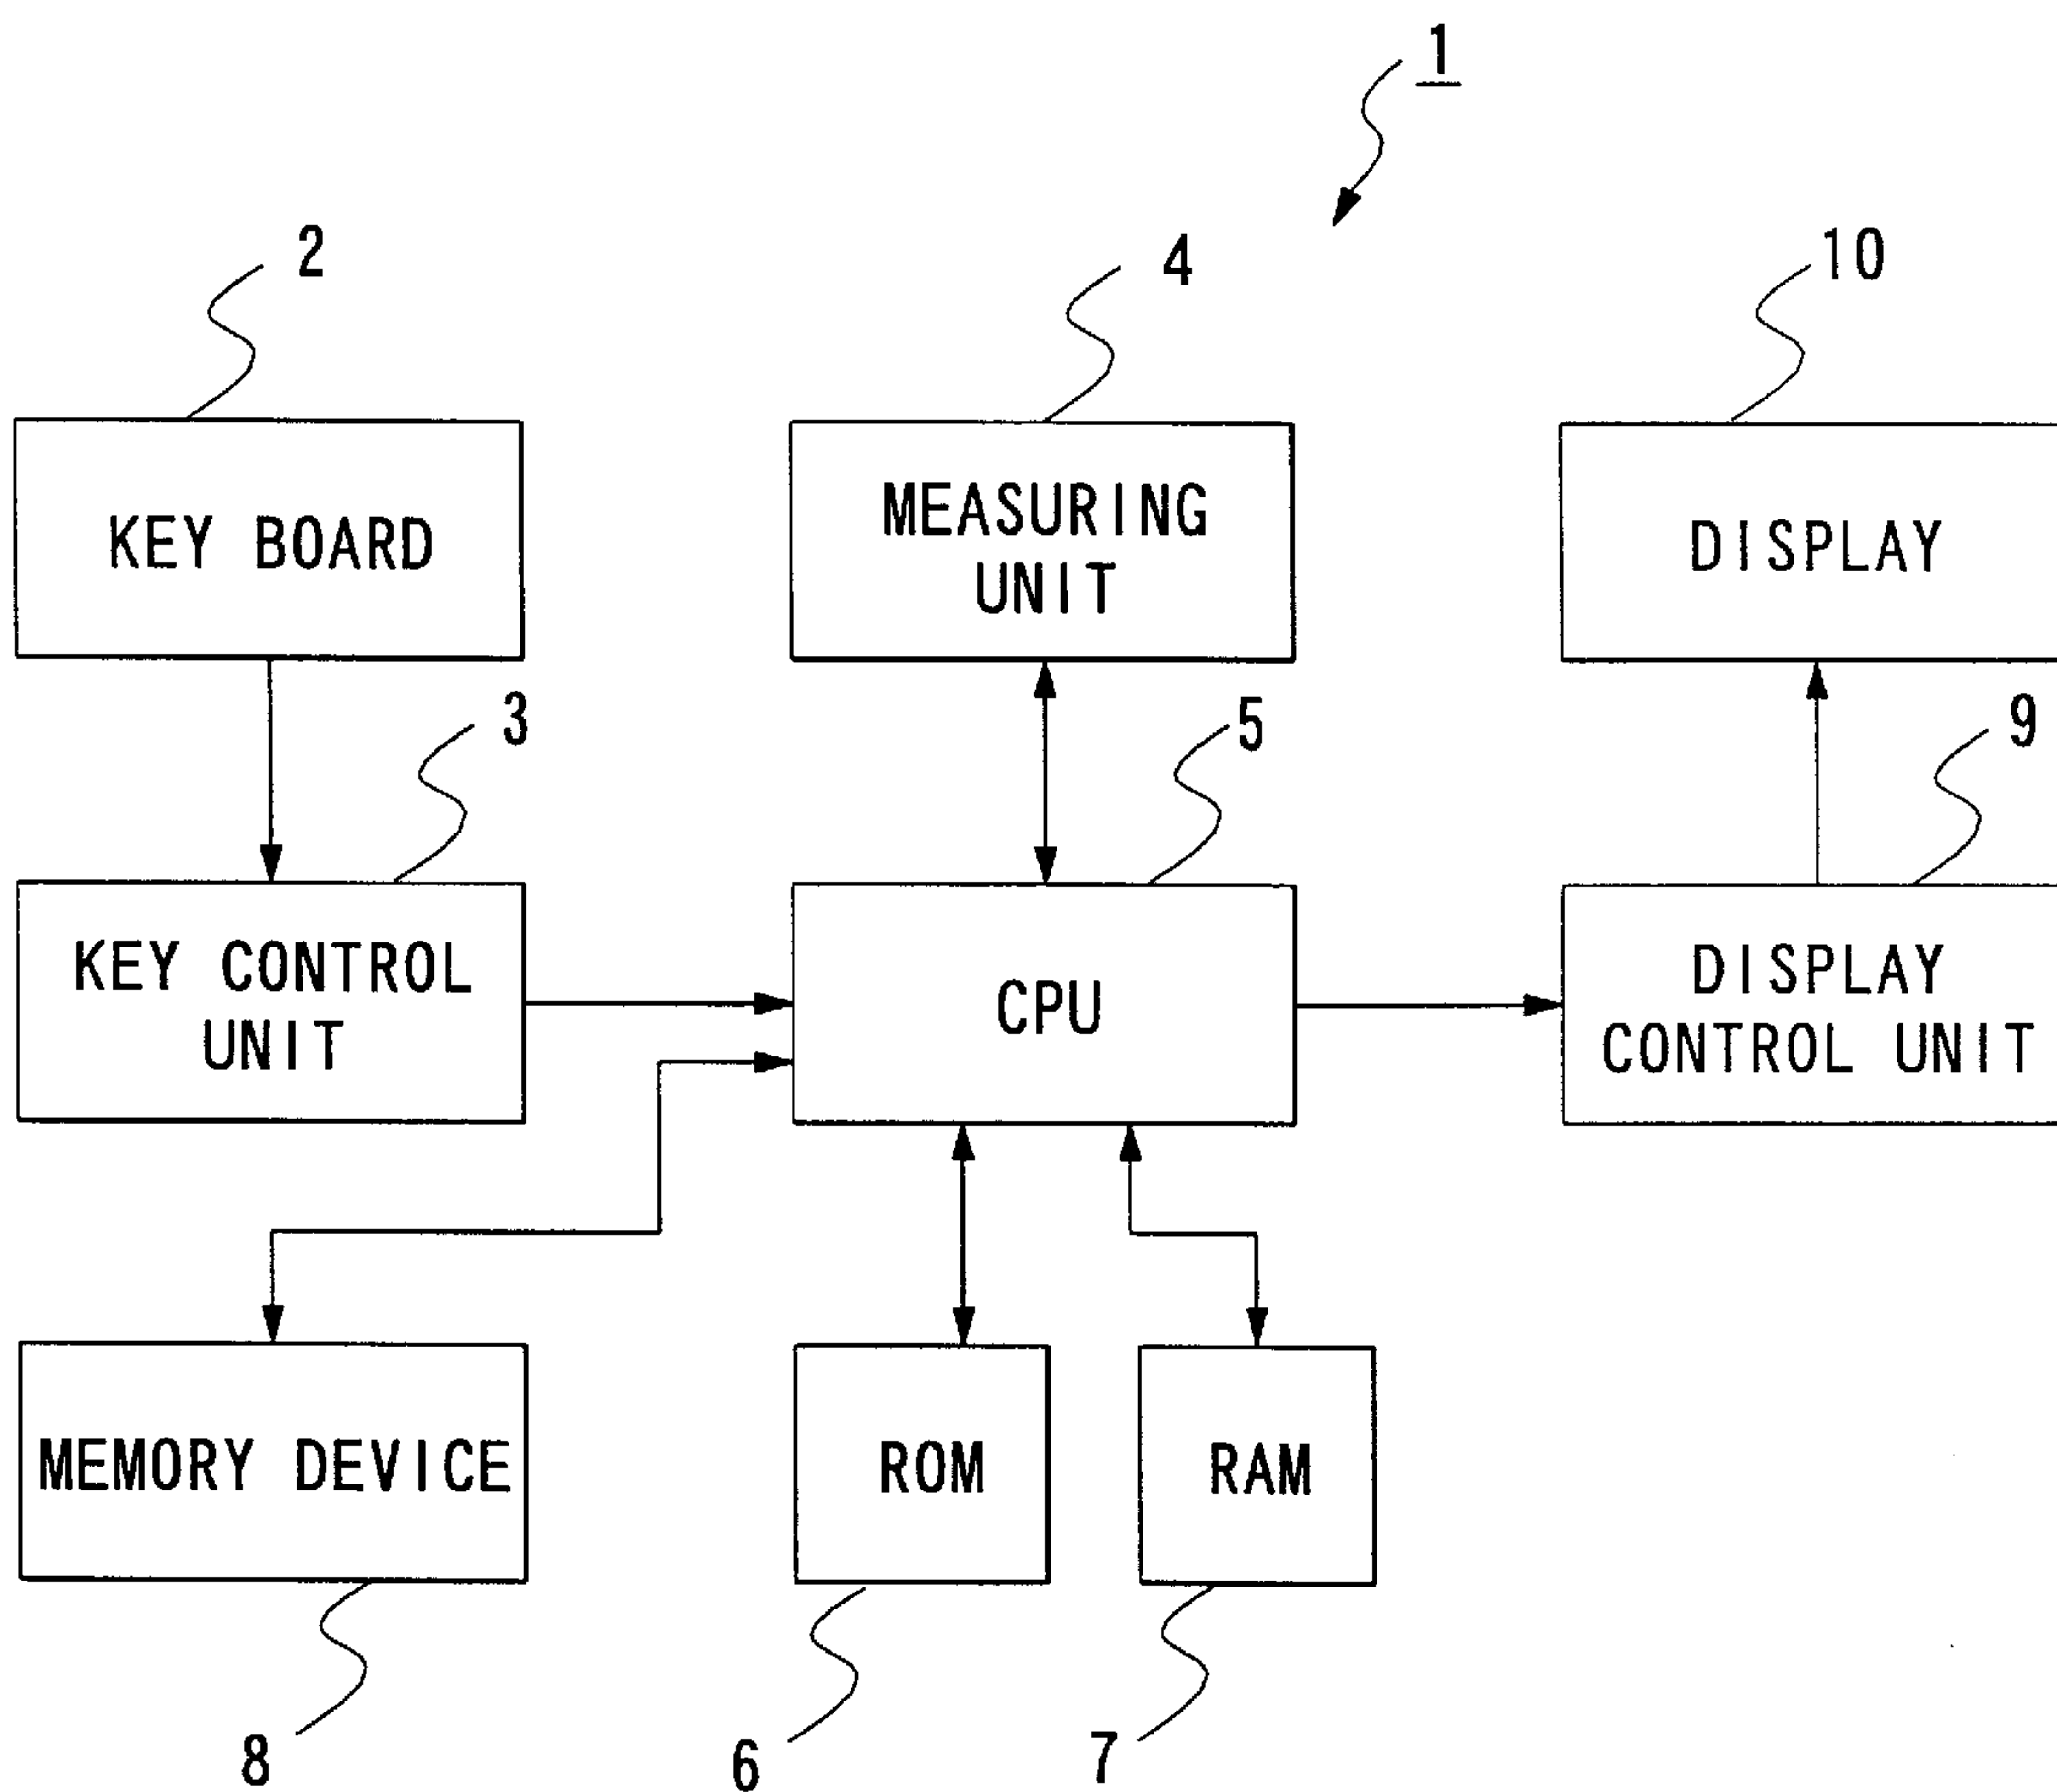 1
2
4
10
KEY BOARD
MEASURING
UNIT
DISPLAY
3
5
9
KEY CONTROL
UNIT
CPU
DISPLAY
CONTROL UNIT
MEMORY DEVICE
ROM
RAM
8
6
7